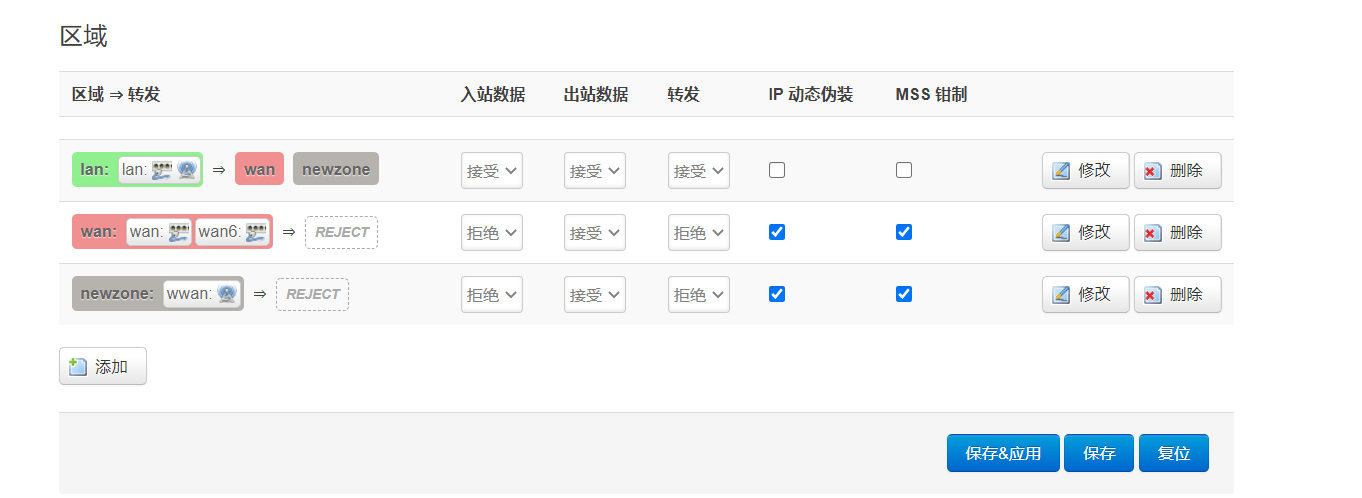 区域
区域 ⇒ 转发 入站数据 出站数据 转发 IP 动态伪装 MSS 钳制
lan: lan: ⇒ wan newzone 接受 接受 接受 修改 删除
wan: wan: wan6: ⇒ REJECT 拒绝 接受 拒绝 修改 删除
newzone: wwan: ⇒ REJECT 拒绝 接受 拒绝 修改 删除
添加
保存&应用 保存 复位